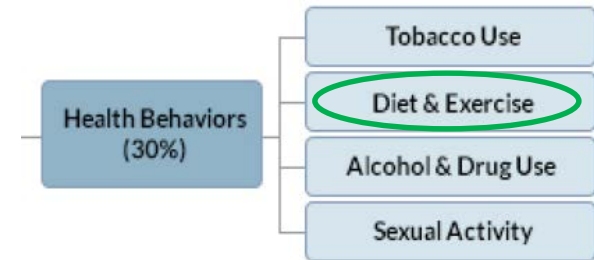 Health Behaviors
(30%)
Tobacco Use
Diet & Exercise
Alcohol & Drug Use
Sexual Activity